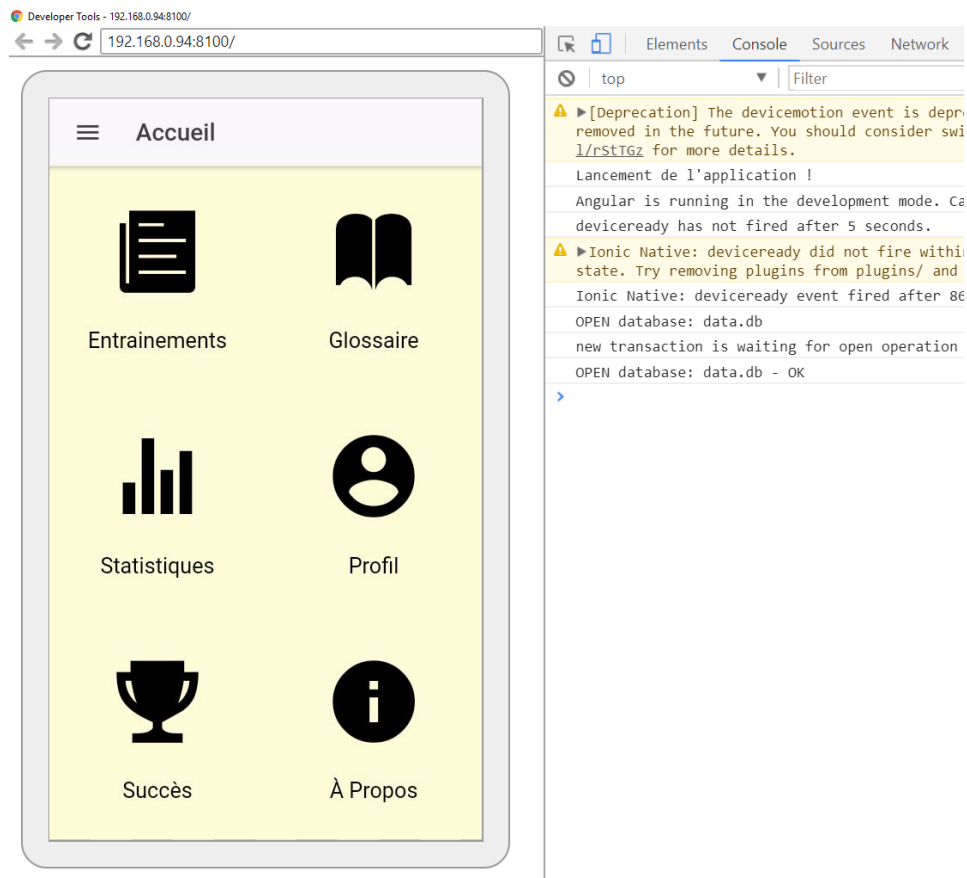 Developer Tools - 192.168.0.94:8100/
192.168.0.94:8100/
Elements Console Sources Network
top Filter
Accueil
Entrainements Glossaire
Statistiques Profil
Succès À Propos
[Deprecation] The devicemotion event is
removed in the future. You should consider
l/rStTGz for more details.
Lancement de l'application !
Angular is running in the development mode.
deviceready has not fired after 5 seconds.
Ionic Native: deviceready did not fire
state. Try removing plugins from plugins/ and
Ionic Native: deviceready event fired after 86
OPEN database: data.db
new transaction is waiting for open operation
OPEN database: data.db - OK